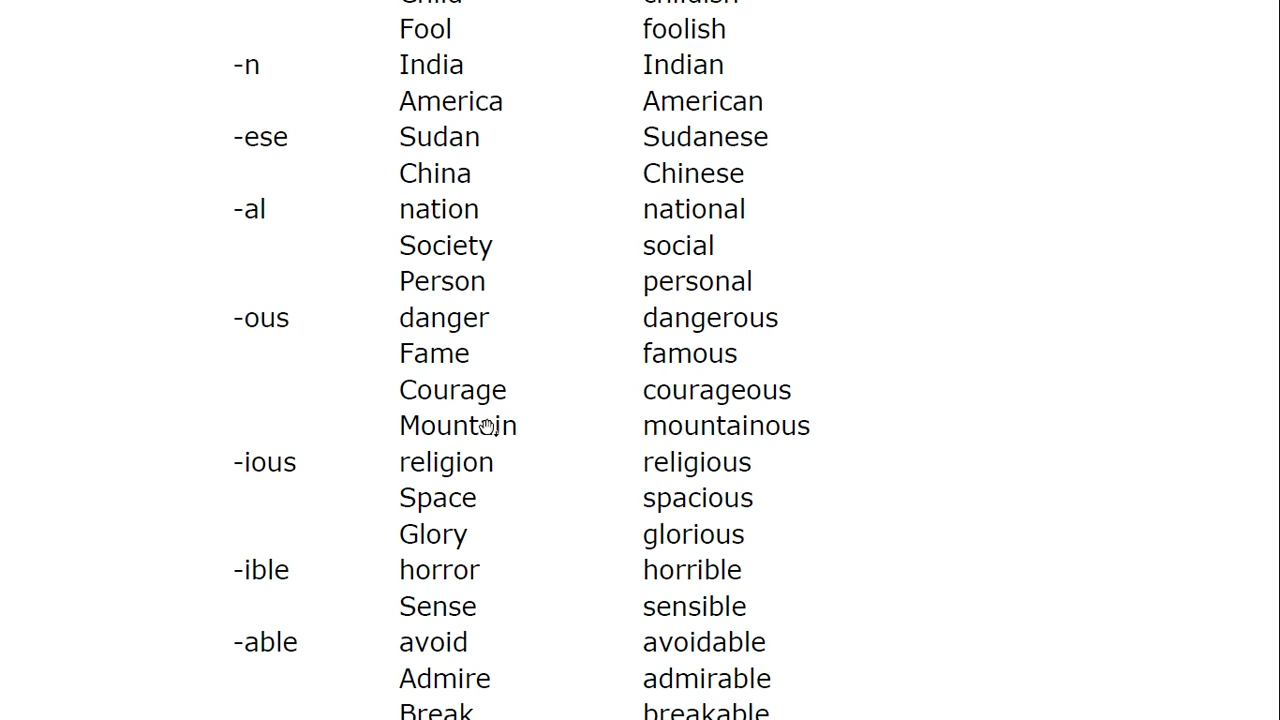 Child childish
Fool foolish
-n India Indian
America American
-ese Sudan Sudanese
China Chinese
-al nation national
Society social
Person personal
-ous danger dangerous
Fame famous
Courage courageous
Mountain mountainous
-ious religion religious
Space spacious
Glory glorious
-ible horror horrible
Sense sensible
-able avoid avoidable
Admire admirable
Break breakable